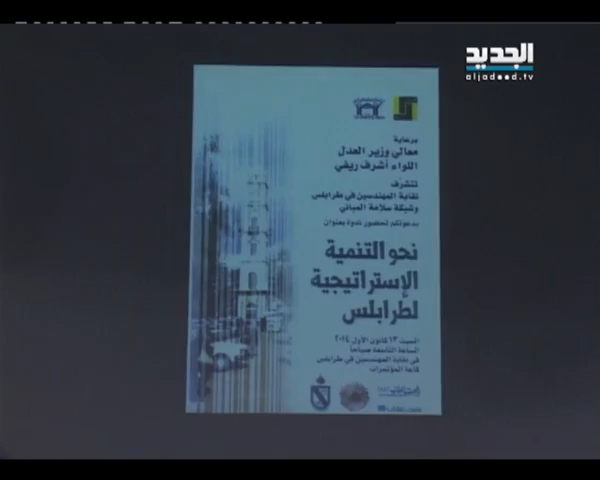 الجديد
aljadeed.tv
برعاية
معالي وزير العدل
اللواء أشرف ريفي
تتشرف
نقابة المهندسين في طرابلس
وشبكة سلامة المباني
بدعوتكم لحضور ندوة بعنوان
نحو التنمية
الإستراتيجية
لطرابلس
السبت ١٣ كانون الأول ٢٠١٤
الساعة التاسعة صباحاً
في نقابة المهندسين في طرابلس
قاعة المؤتمرات